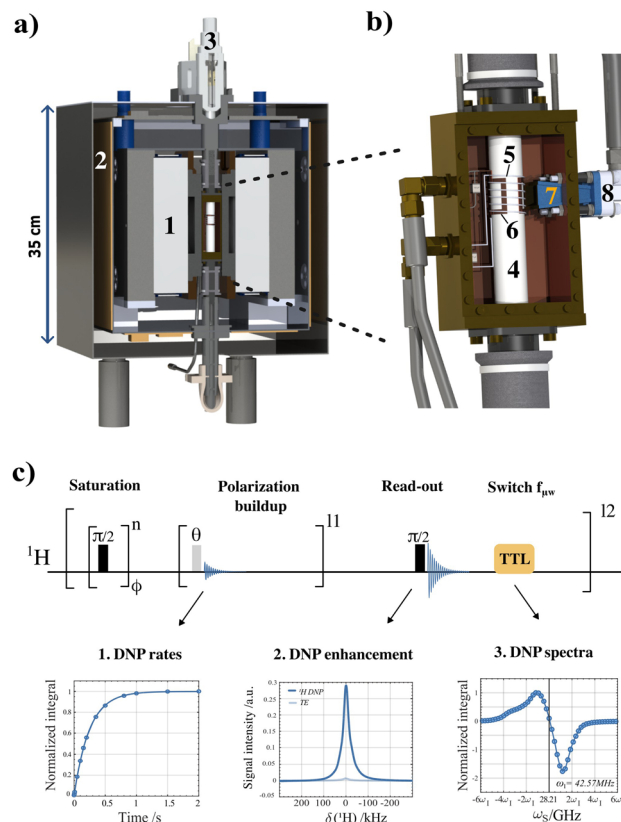 a)
3
2
1
35 cm
b)
5
7
8
6
4
c)
Saturation
Polarization
buildup
Read-out
Switch fμw
¹H
π/2
n
ϕ
θ
l1
π/2
TTL
l2
1. DNP rates
Normalized integral
1
0.8
0.6
0.4
0.2
0
0
0.5
1
1.5
2
Time /s
2. DNP enhancement
Signal intensity /a.u.
0.3
0.25
0.2
0.15
0.1
0.05
0
-0.05
¹H DNP
TE
200
100
0
-100
-200
δ(¹H) / kHz
3. DNP spectra
Normalized integral
1
0
-1
-2
ω₁= 42.57MHz
-6ω₁
-2ω₁
28.21
2ω₁
6ω₁
ωS/GHz